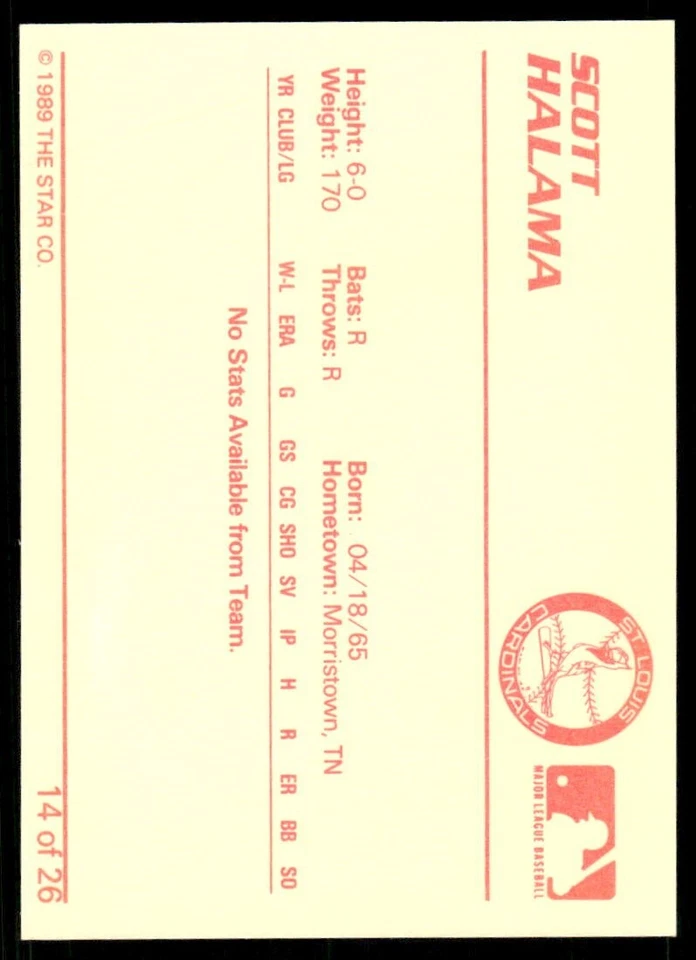 SCOTT
HALAMA
ST LOUIS
CARDINALS
MAJOR LEAGUE BASEBALL
Height: 6-0 Bats: R Born: 04/18/65
Weight: 170 Throws: R Hometown: Morristown, TN
YR CLUB/LG W-L ERA G GS CG SHO SV IP H R ER BB SO
No Stats Available from Team.
© 1989 THE STAR CO. 14 of 26